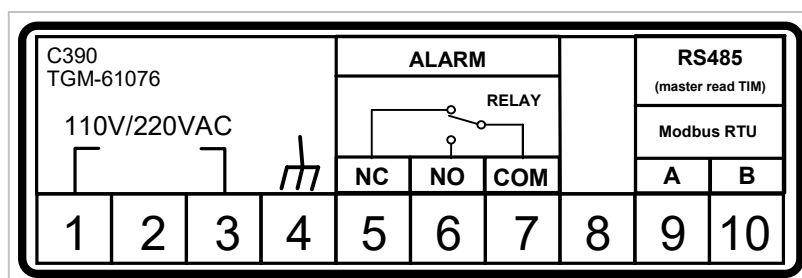 C390
TGM-61076
110V/220VAC
ALARM
RELAY
NC NO COM
RS485
(master read TIM)
Modbus RTU
A B
1 2 3 4 5 6 7 8 9 10